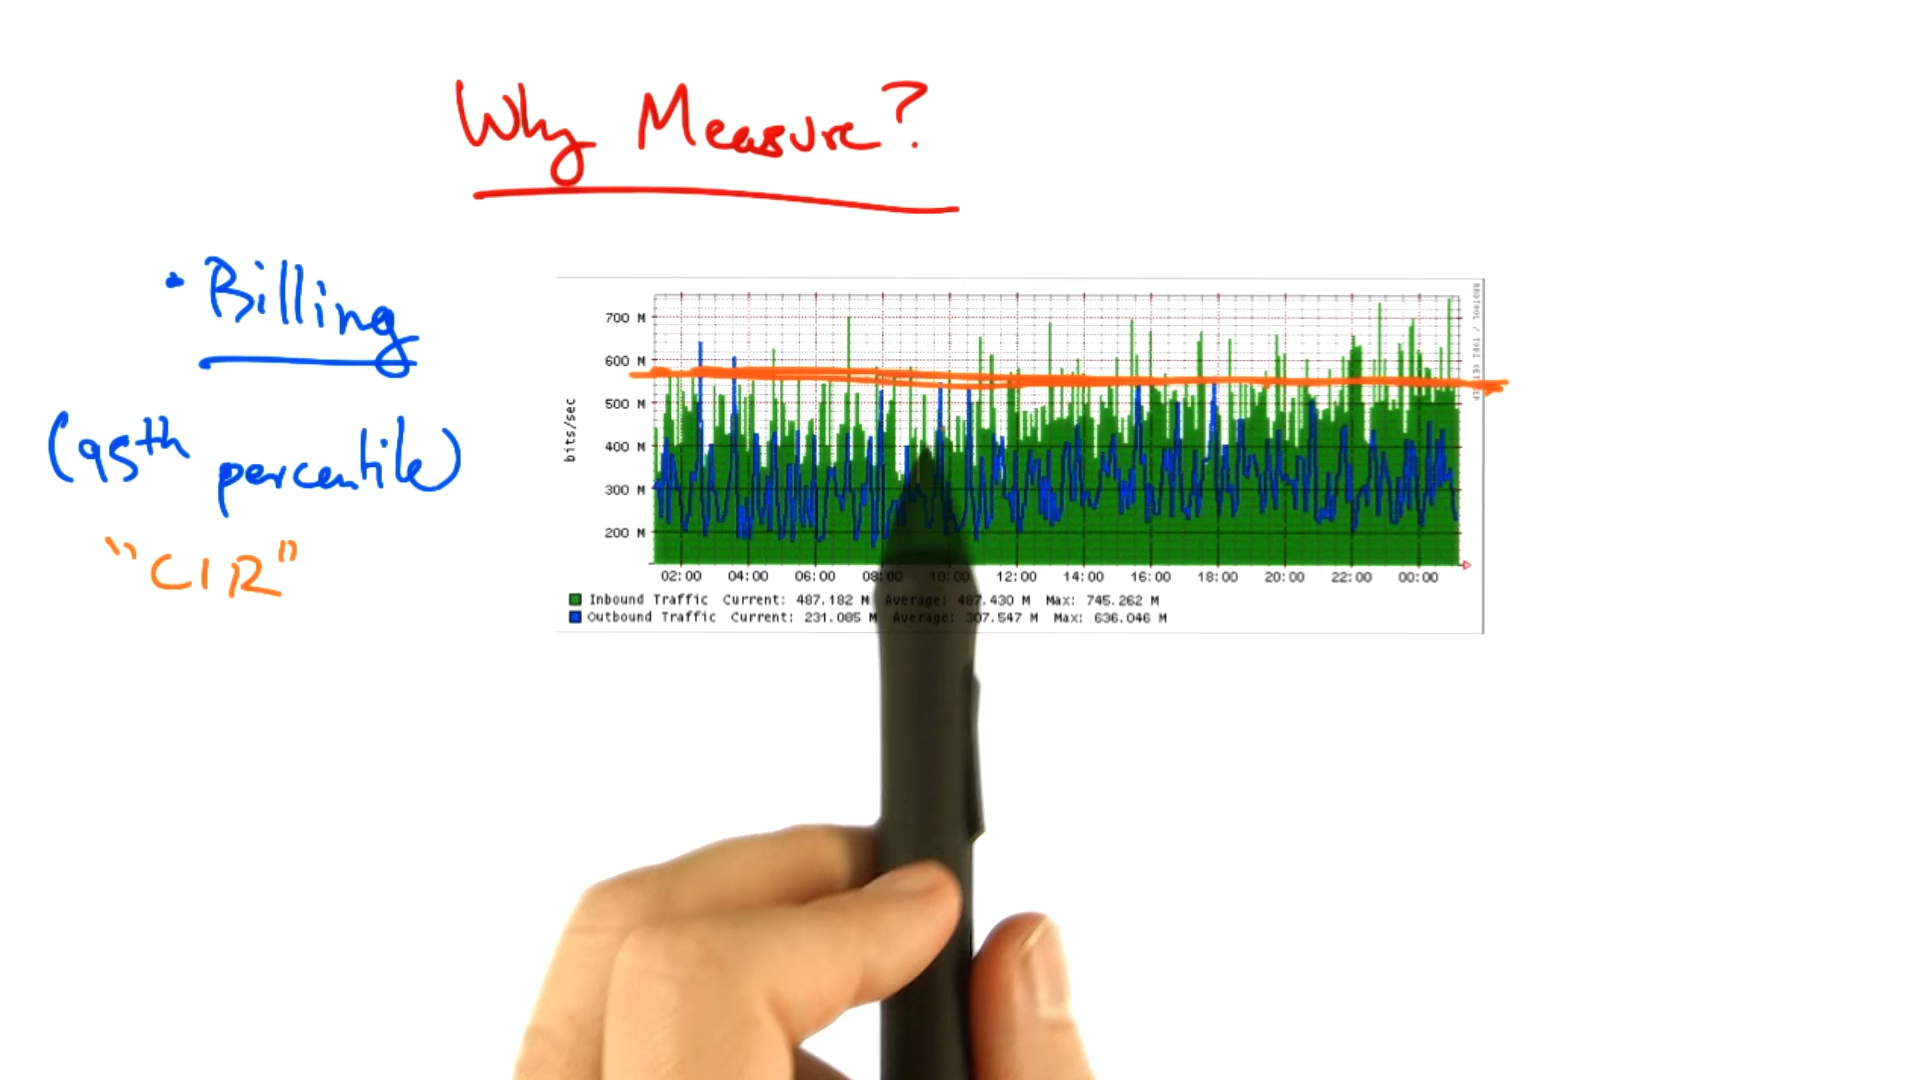 Why Measure?
• Billing
(95th percentile)
"CIR"
700 M
600 M
500 M
400 M
300 M
200 M
bits/sec
02:00 04:00 06:00 08:00 10:00 12:00 14:00 16:00 18:00 20:00 22:00 00:00
Inbound Traffic Current: 487.182 M Average: 487.430 M Max: 745.262 M
Outbound Traffic Current: 231.085 M Average: 307.547 M Max: 636.046 M